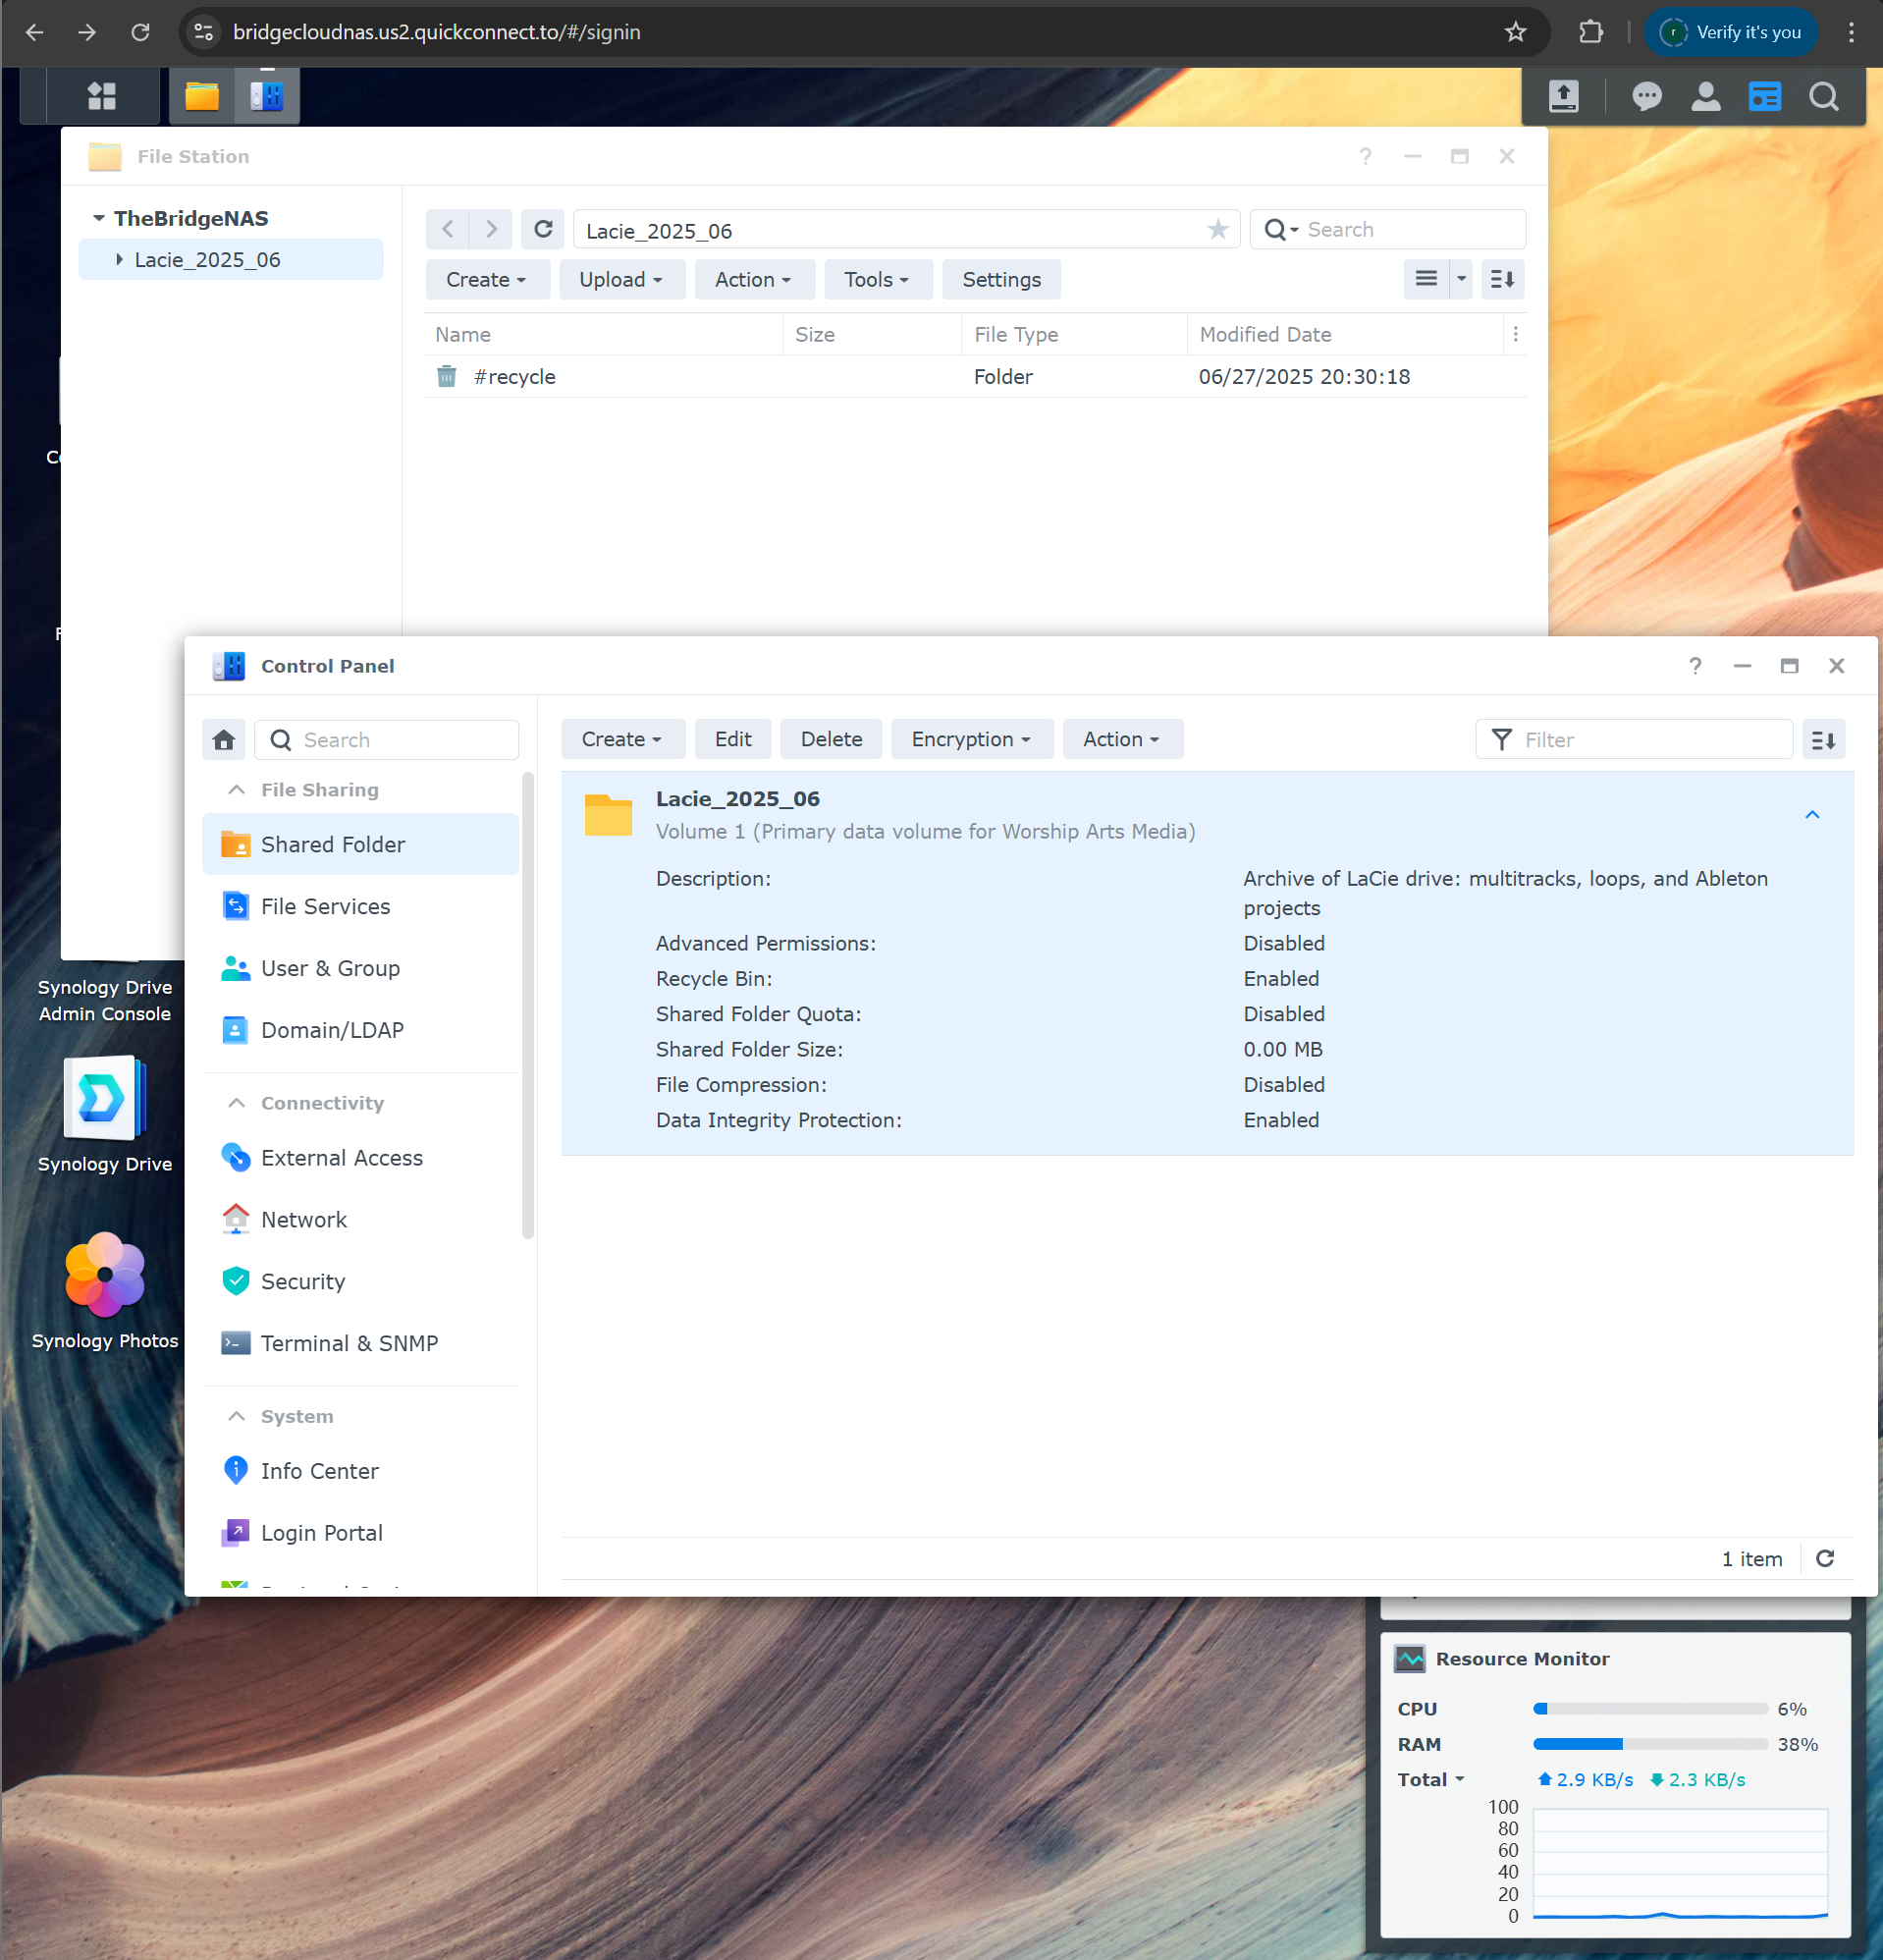 bridgecloudnas.us2.quickconnect.to/#/signin
r
Verify it's you
File Station
TheBridgeNAS
Lacie_2025_06
Lacie_2025_06
Search
Create
Upload
Action
Tools
Settings
Name
Size
File Type
Modified Date
#recycle
Folder
06/27/2025 20:30:18
Control Panel
Search
File Sharing
Shared Folder
File Services
User & Group
Domain/LDAP
Connectivity
External Access
Network
Security
Terminal & SNMP
System
Info Center
Login Portal
Create
Edit
Delete
Encryption
Action
Filter
Lacie_2025_06
Volume 1 (Primary data volume for Worship Arts Media)
Description:
Archive of LaCie drive: multitracks, loops, and Ableton
projects
Advanced Permissions:
Disabled
Recycle Bin:
Enabled
Shared Folder Quota:
Disabled
Shared Folder Size:
0.00 MB
File Compression:
Disabled
Data Integrity Protection:
Enabled
1 item
Synology Drive
Admin Console
Synology Drive
Synology Photos
Resource Monitor
CPU
6%
RAM
38%
Total
2.9 KB/s
2.3 KB/s
100
80
60
40
20
0